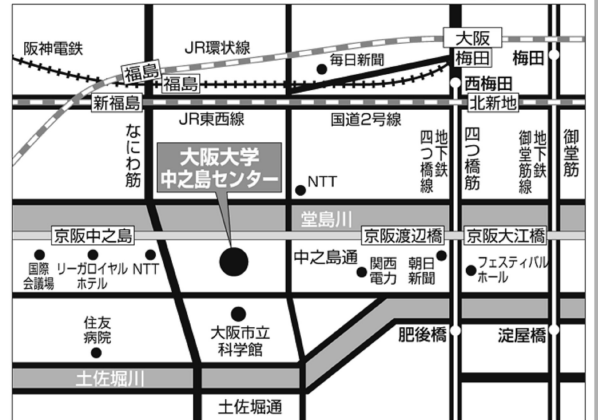 大阪
阪神電鉄
JR環状線
毎日新聞
梅田
梅田
福島
福島
西梅田
新福島
北新地
JR東西線
国道2号線
なにわ筋
大阪大学
中之島センター
地下鉄
四つ橋線
四つ橋筋
地下鉄
御堂筋線
御堂筋
NTT
堂島川
京阪中之島
京阪渡辺橋
京阪大江橋
国際
会議場
リーガロイヤル
ホテル
NTT
中之島通
関西
電力
朝日
新聞
フェスティバル
ホール
住友
病院
大阪市立
科学館
肥後橋
淀屋橋
土佐堀川
土佐堀通